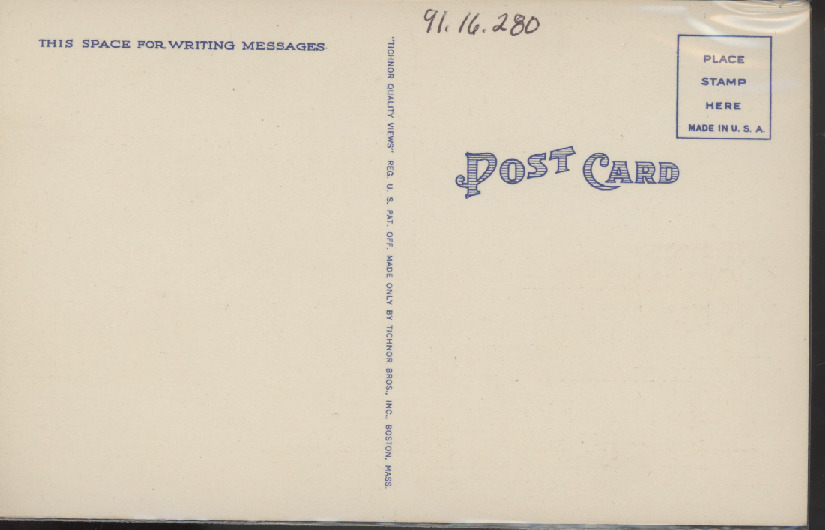 91.16.280
THIS SPACE FOR WRITING MESSAGES
"TICHNOR QUALITY VIEWS" REG. U. S. PAT. OFF. MADE ONLY BY TICHNOR BROS., INC., BOSTON, MASS.
PLACE
STAMP
HERE
MADE IN U. S. A.
POST CARD